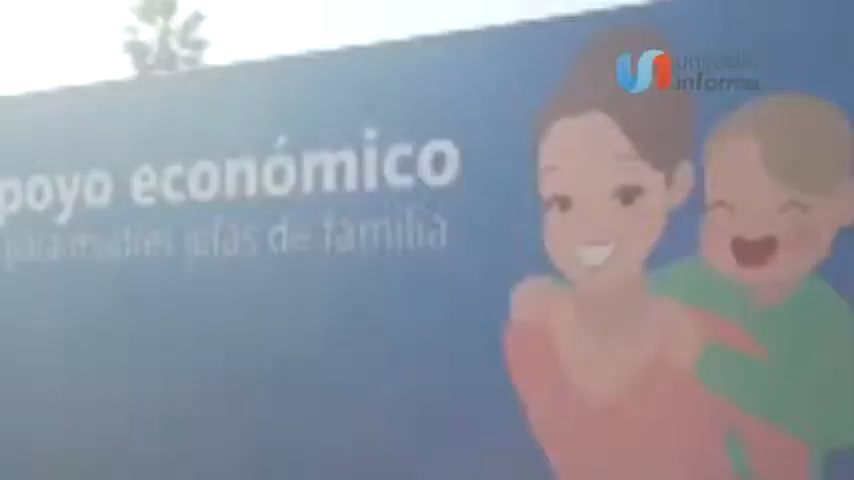 poyo económico
para madres jefas de familia
informa